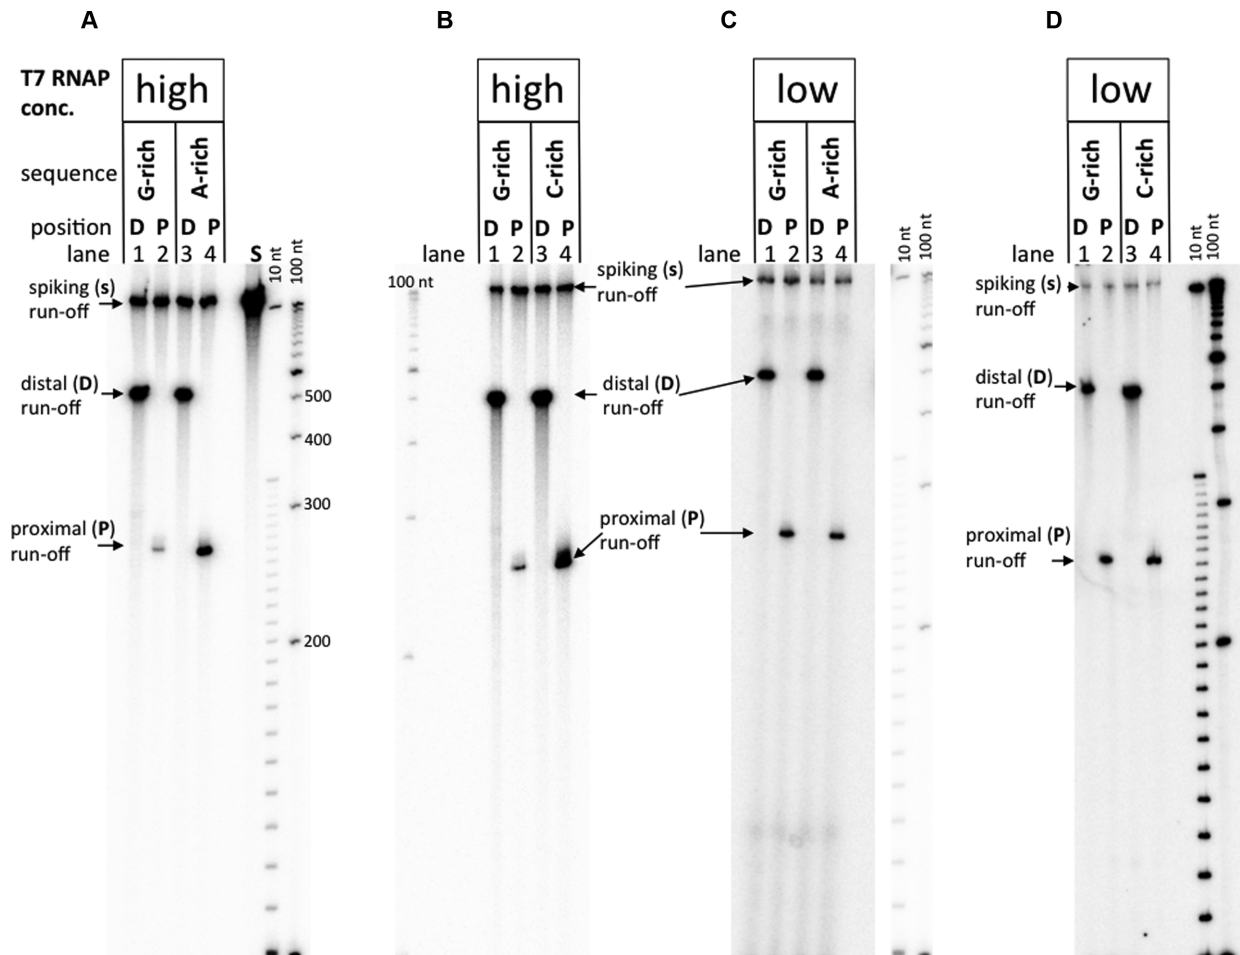 A
B
C
D
T7 RNAP
conc.
high
high
low
low
sequence
G-rich
A-rich
G-rich
C-rich
G-rich
A-rich
G-rich
C-rich
position
D P D P
D P D P
D P D P
D P D P
lane
1 2 3 4
S
10 nt
100 nt
lane
1 2 3 4
lane
1 2 3 4
10 nt
100 nt
lane
1 2 3 4
10 nt
100 nt
spiking (s)
run-off
100 nt
spiking (s)
run-off
spiking (s)
run-off
distal (D)
run-off
500
400
300
200
distal (D)
run-off
distal (D)
run-off
proximal (P)
run-off
proximal (P)
run-off
proximal (P)
run-off